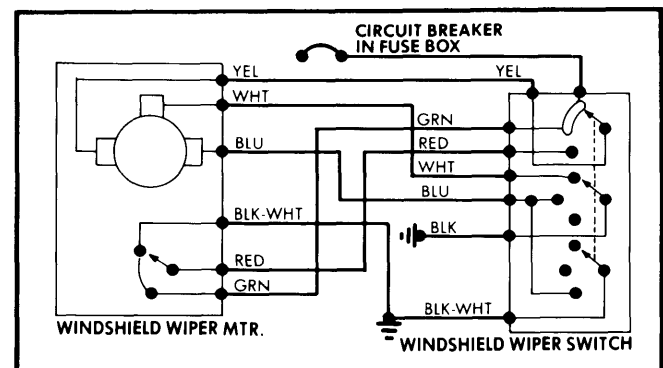 CIRCUIT BREAKER
IN FUSE BOX
YEL
YEL
WHT
GRN
RED
BLU
WHT
BLU
BLK-WHT
BLK
RED
GRN
BLK-WHT
WINDSHIELD WIPER MTR.
WINDSHIELD WIPER SWITCH